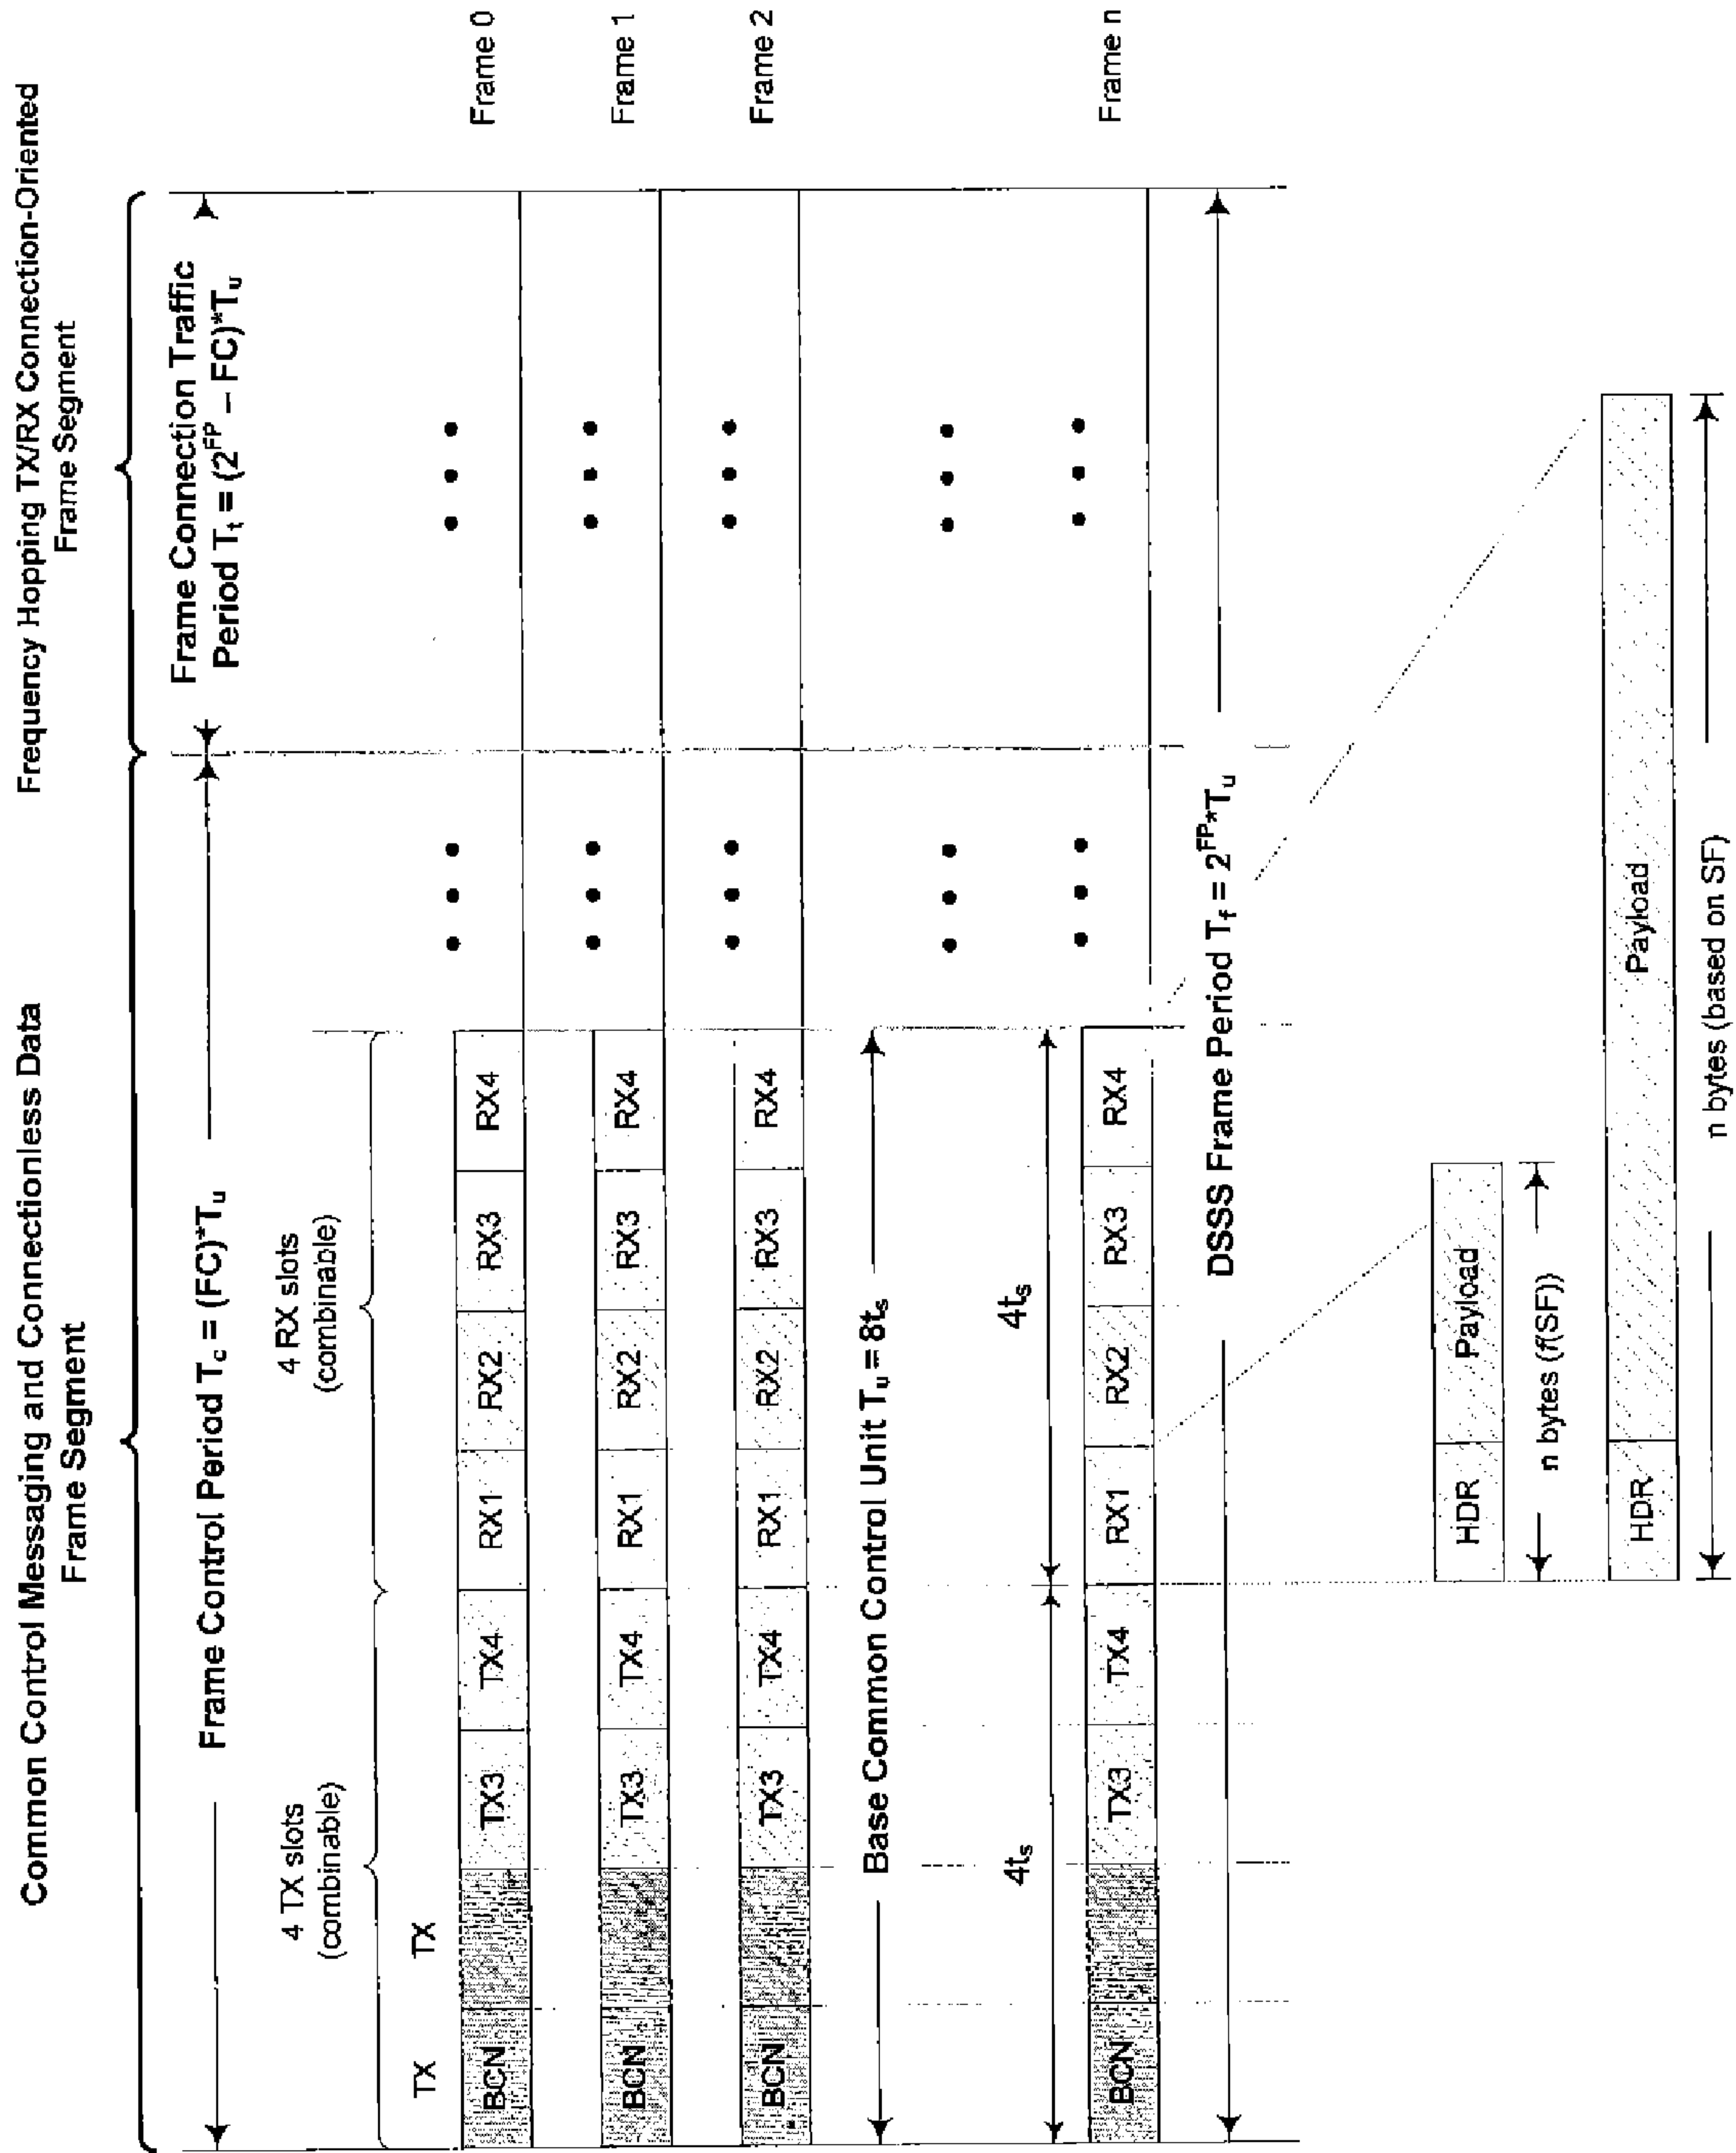 Common Control Messaging and Connectionless Data
Frame Segment
Frequency Hopping TX/RX Connection-Oriented
Frame Segment
Frame Control Period Tc = (FC)*Tu
Frame Connection Traffic
Period Tt = (2^FP – FC)*Tu
4 TX slots
(combinable)
4 RX slots
(combinable)
TX TX
BCN TX3 TX4 RX1 RX2 RX3 RX4 Frame 0
BCN TX3 TX4 RX1 RX2 RX3 RX4 Frame 1
BCN TX3 TX4 RX1 RX2 RX3 RX4 Frame 2
Base Common Control Unit Tu = 8ts
4ts 4ts
BCN TX3 TX4 RX1 RX2 RX3 RX4 Frame n
DSSS Frame Period Tf = 2^FP*Tu
HDR Payload
n bytes (f(SF))
HDR Payload
n bytes (based on SF)